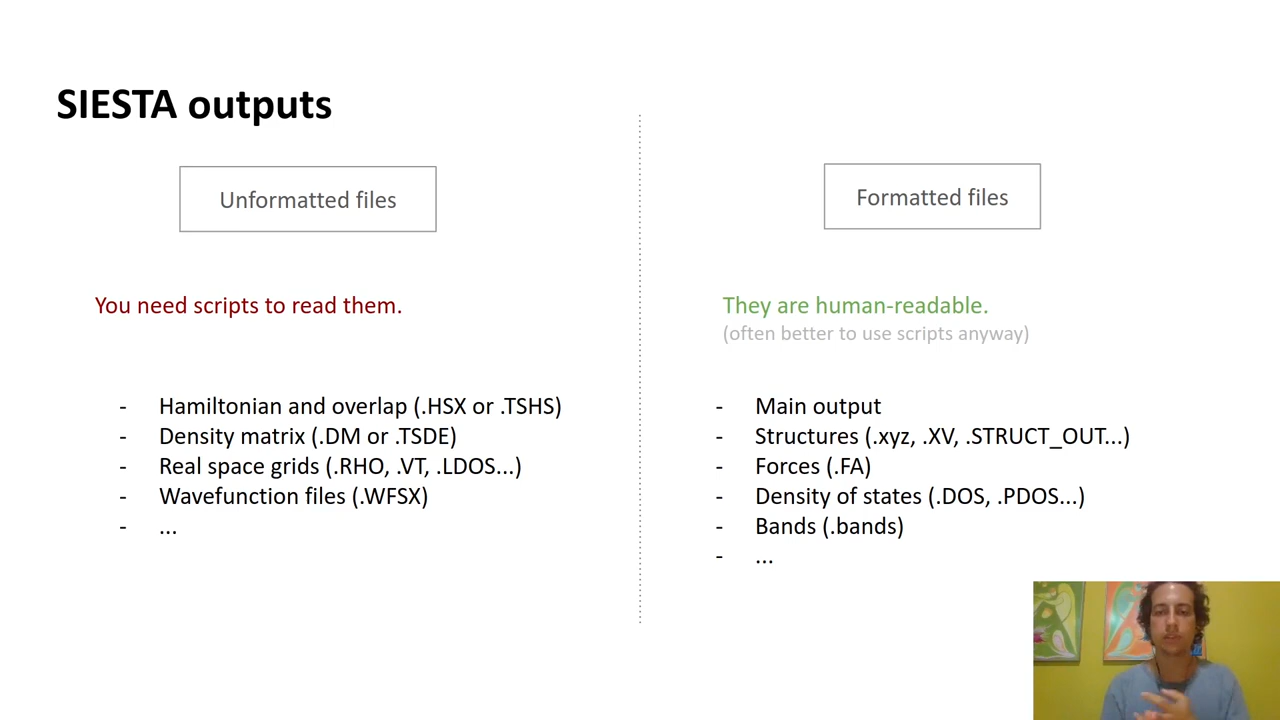 SIESTA outputs
Unformatted files
You need scripts to read them.
- Hamiltonian and overlap (.HSX or .TSHS)
- Density matrix (.DM or .TSDE)
- Real space grids (.RHO, .VT, .LDOS...)
- Wavefunction files (.WFSX)
- ...
Formatted files
They are human-readable.
(often better to use scripts anyway)
- Main output
- Structures (.xyz, .XV, .STRUCT_OUT...)
- Forces (.FA)
- Density of states (.DOS, .PDOS...)
- Bands (.bands)
- ...